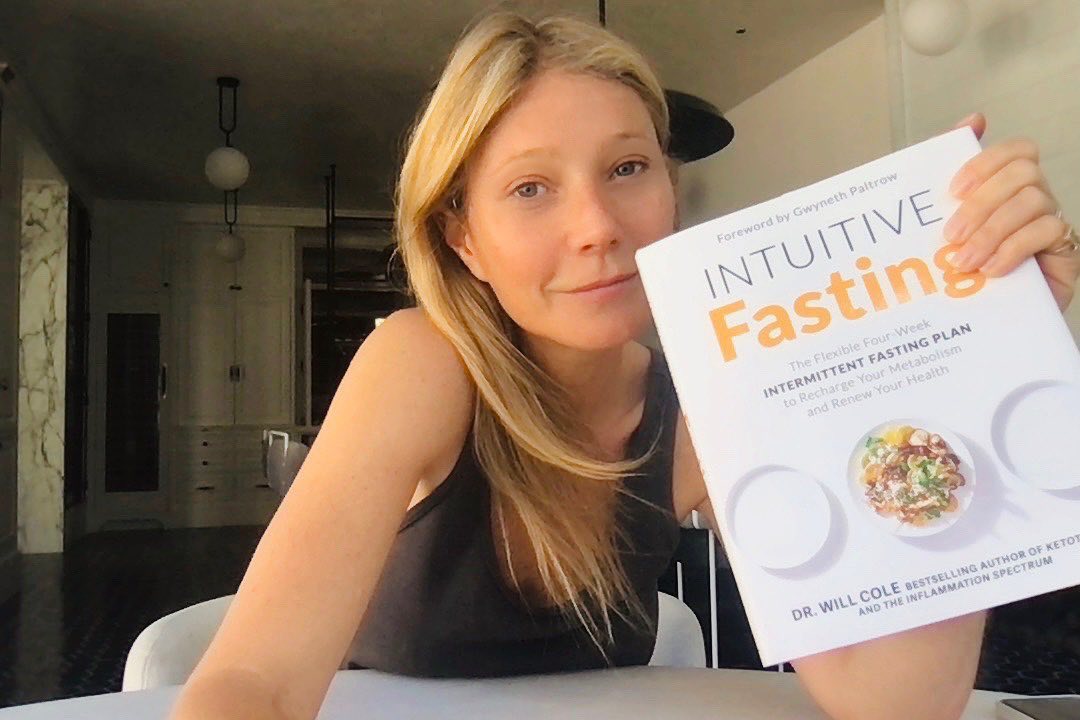 Foreword by Gwyneth Paltrow
INTUITIVE
Fasting
The Flexible Four-Week
INTERMITTENT FASTING PLAN
to Recharge Your Metabolism
and Renew Your Health
DR. WILL COLE BESTSELLING AUTHOR OF KETOT
AND THE INFLAMMATION SPECTRUM